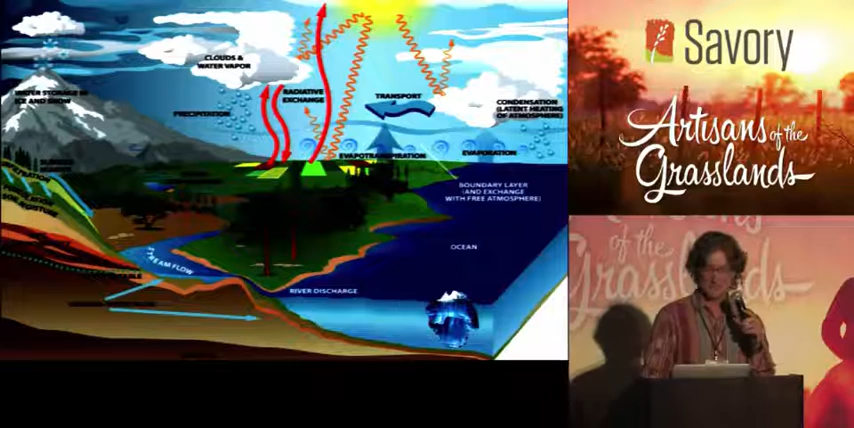 CLOUDS &
WATER VAPOR
WATER STORAGE IN
ICE AND SNOW
PRECIPITATION
RADIATIVE
EXCHANGE
TRANSPORT
CONDENSATION
(LATENT HEATING
OF ATMOSPHERE)
EVAPOTRANSPIRATION
EVAPORATION
BOUNDARY LAYER
(AND EXCHANGE
WITH FREE ATMOSPHERE)
OCEAN
STREAM FLOW
RIVER DISCHARGE
Savory
Artisans of the
Grasslands
of the
Grasslands